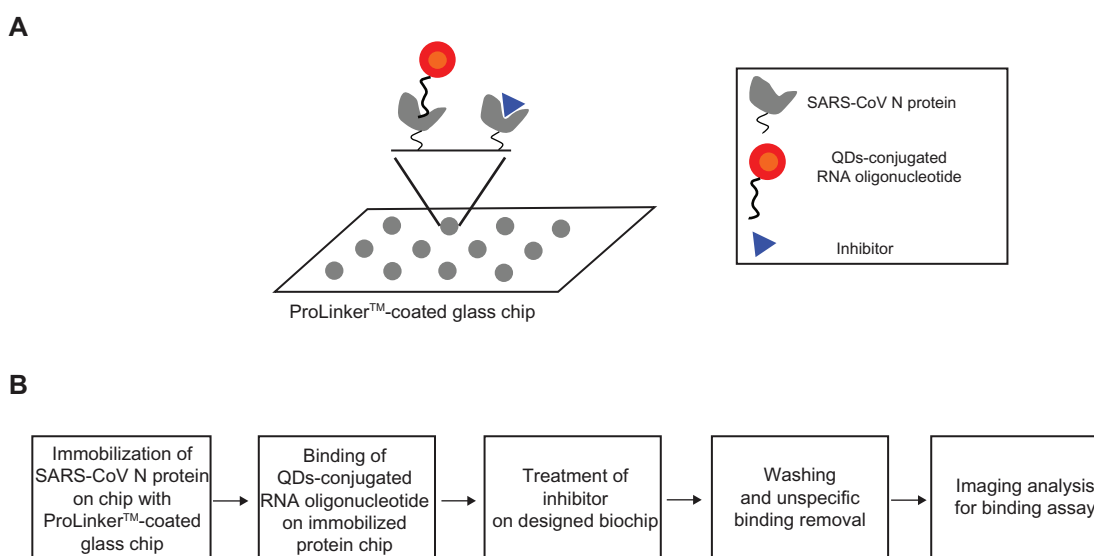 A
SARS-CoV N protein
QDs-conjugated
RNA oligonucleotide
Inhibitor
ProLinker™-coated glass chip
B
Immobilization of
SARS-CoV N protein
on chip with
ProLinker™-coated
glass chip
Binding of
QDs-conjugated
RNA oligonucleotide
on immobilized
protein chip
Treatment of
inhibitor
on designed biochip
Washing
and unspecific
binding removal
Imaging analysis
for binding assay